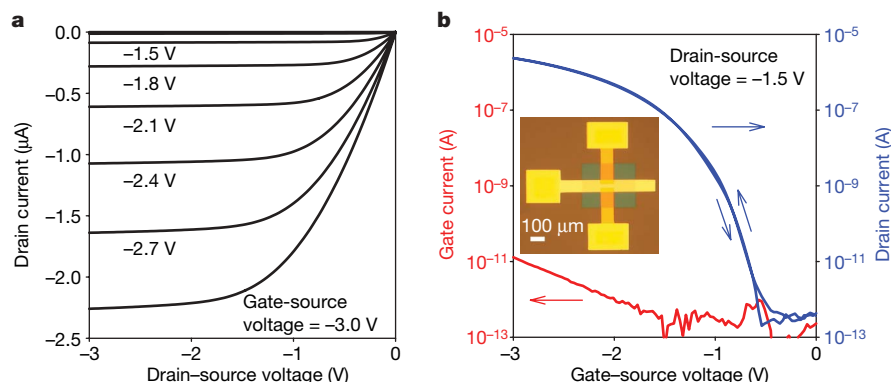 a
0.0
−0.5
−1.0
−1.5
−2.0
−2.5
Drain current (μA)
−1.5 V
−1.8 V
−2.1 V
−2.4 V
−2.7 V
Gate-source
voltage = −3.0 V
−3
−2
−1
0
Drain–source voltage (V)
b
10−5
10−7
10−9
10−11
10−13
Gate current (A)
Drain-source
voltage = −1.5 V
100 μm
10−5
10−7
10−9
10−11
10−13
Drain current (A)
−3
−2
−1
0
Gate–source voltage (V)